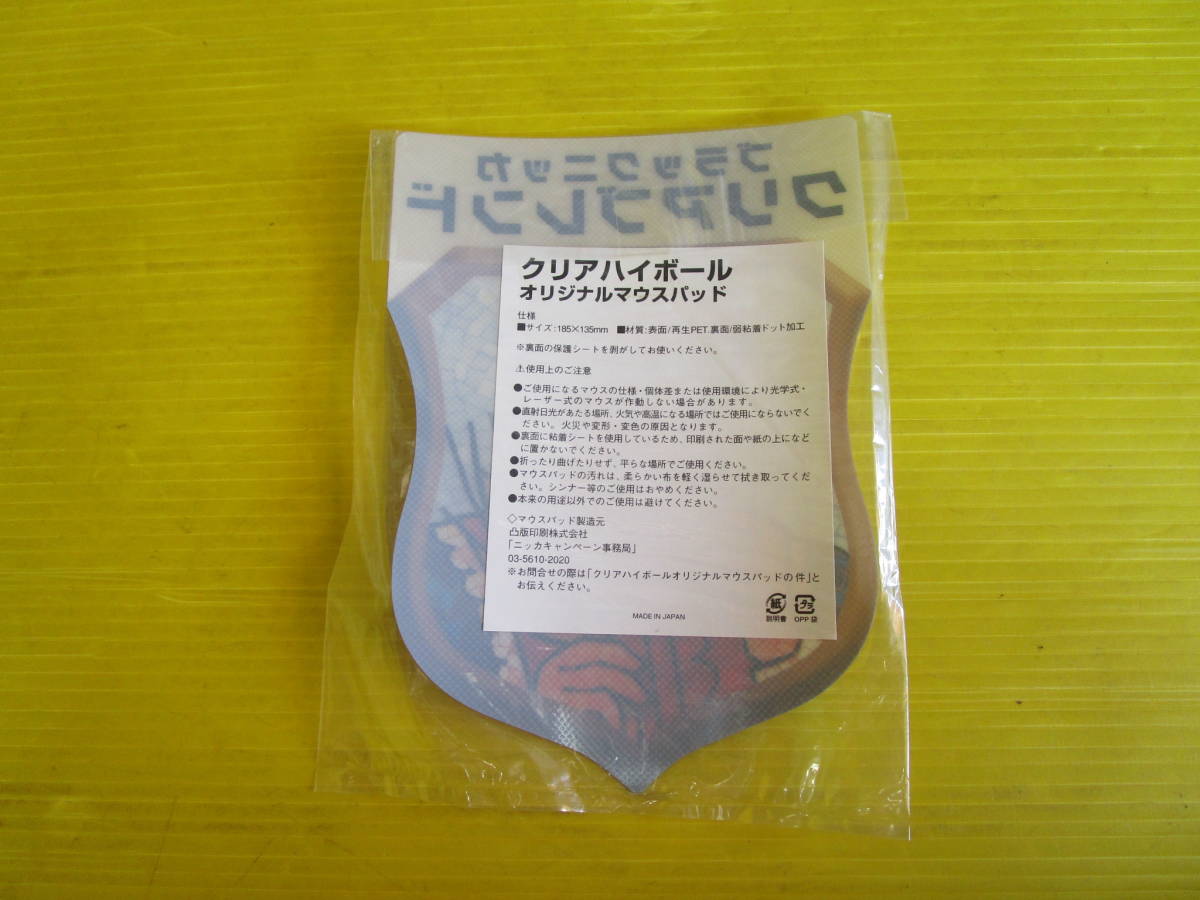 ブラックニッカ
クリアブレンド
クリアハイボール
オリジナルマウスパッド
仕様
■サイズ:185×135mm ■材質:表面/再生PET.裏面/弱粘着ドット加工
※裏面の保護シートを剥がしてお使いください。
⚠使用上のご注意
●ご使用になるマウスの仕様・個体差または使用環境により光学式・
レーザー式のマウスが作動しない場合があります。
●直射日光があたる場所、火気や高温になる場所ではご使用にならないでく
ださい。火災や変形・変色の原因となります。
●裏面に粘着シートを使用しているため、印刷された面や紙の上になど
に置かないでください。
●折ったり曲げたりせず、平らな場所でご使用ください。
●マウスパッドの汚れは、柔らかい布を軽く湿らせて拭き取ってくだ
さい。シンナー等のご使用はおやめください。
●本来の用途以外でのご使用は避けてください。
◇マウスパッド製造元
凸版印刷株式会社
「ニッカキャンペーン事務局」
03-5610-2020
※お問合せの際は「クリアハイボールオリジナルマウスパッドの件」と
お伝えください。
MADE IN JAPAN
紙
説明書
プラ
OPP 袋